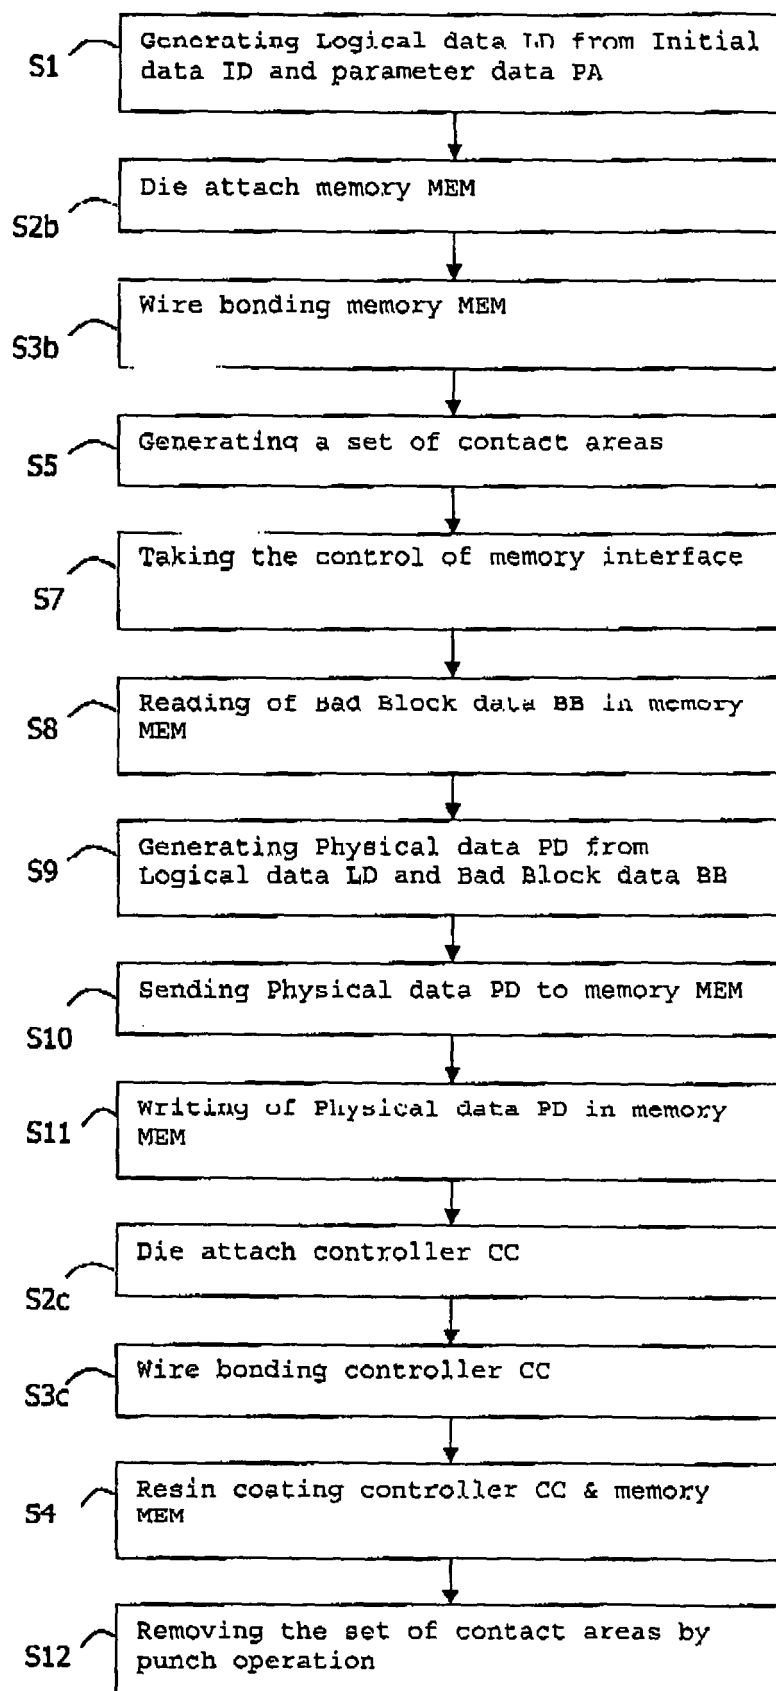 S1
Generating Logical data LD from Initial
data ID and parameter data PA
S2b
Die attach memory MEM
S3b
Wire bonding memory MEM
S5
Generating a set of contact areas
S7
Taking the control of memory interface
S8
Reading of Bad Block data BB in memory
MEM
S9
Generating Physical data PD from
Logical data LD and Bad Block data BB
S10
Sending Physical data PD to memory MEM
S11
Writing of Physical data PD in memory
MEM
S2c
Die attach controller CC
S3c
Wire bonding controller CC
S4
Resin coating controller CC & memory
MEM
S12
Removing the set of contact areas by
punch operation